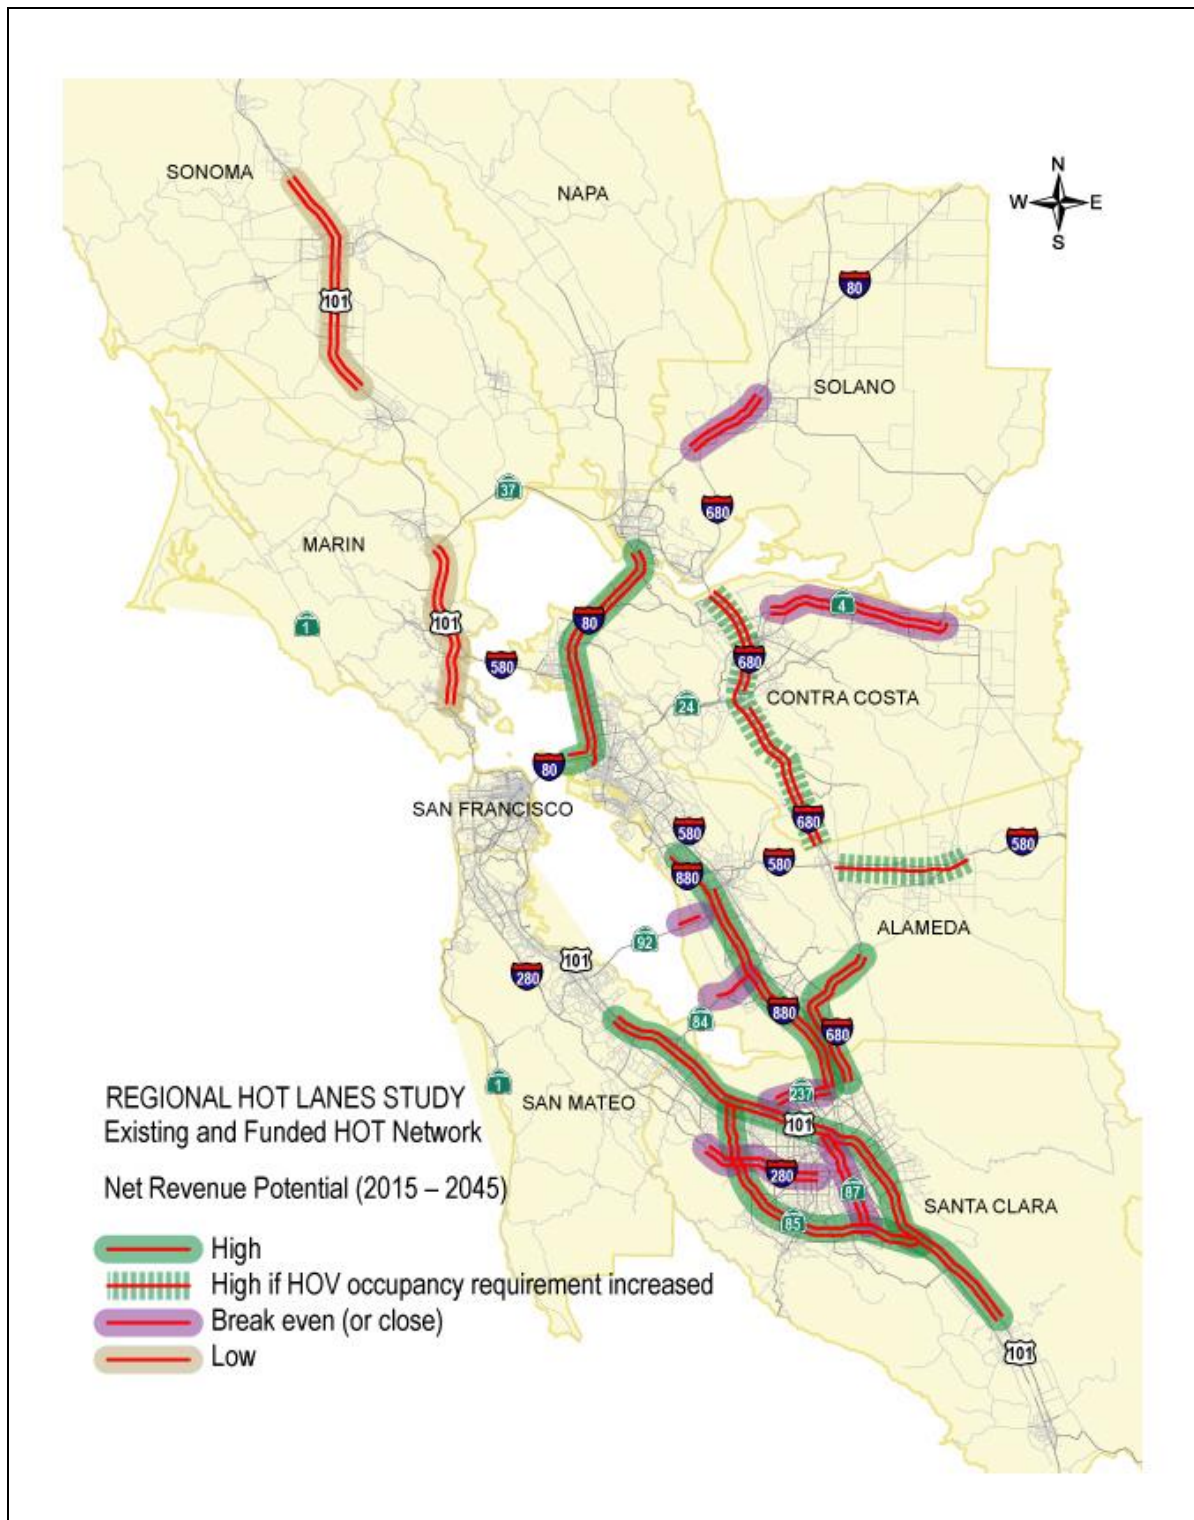 SONOMA
NAPA
N
W E
S
80
101
SOLANO
37
680
MARIN
1
101
80
4
580
680
24
CONTRA COSTA
80
SAN FRANCISCO
680
580
580
580
880
ALAMEDA
92
101
280
84
880
680
1
SAN MATEO
237
101
280
87
85
SANTA CLARA
101
REGIONAL HOT LANES STUDY
Existing and Funded HOT Network
Net Revenue Potential (2015 – 2045)
High
High if HOV occupancy requirement increased
Break even (or close)
Low